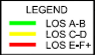 LEGEND
LOS A-B
LOS C-D
LOS E-F+